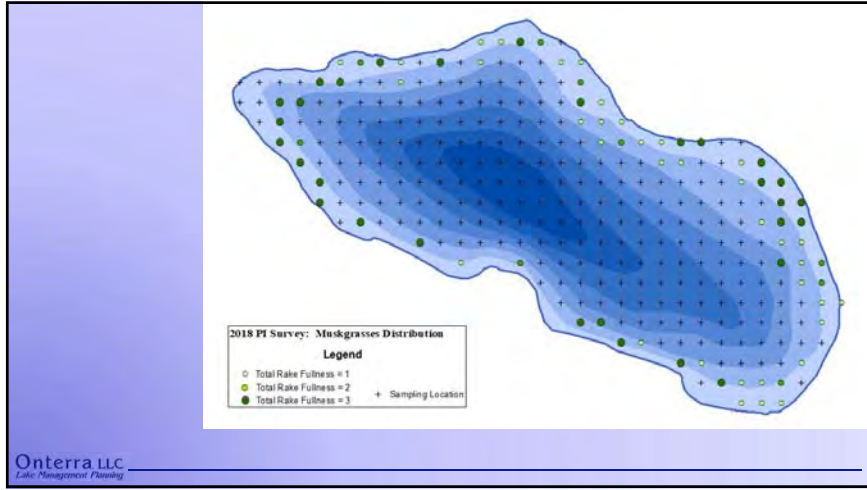 2018 PI Survey: Muskgrasses Distribution
Legend
Total Rake Fullness = 1
Total Rake Fullness = 2
Total Rake Fullness = 3
+ Sampling Location
Onterra LLC
Lake Management Planning